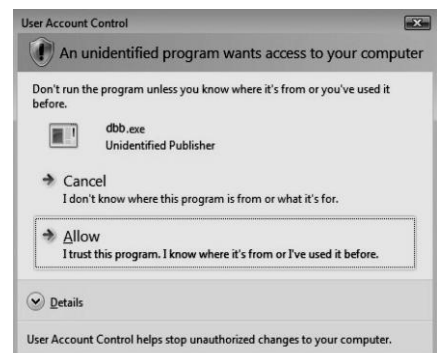 User Account Control
An unidentified program wants access to your computer
Don't run the program unless you know where it's from or you've used it
before.
dbb.exe
Unidentified Publisher
Cancel
I don't know where this program is from or what it's for.
Allow
I trust this program. I know where it's from or I've used it before.
Details
User Account Control helps stop unauthorized changes to your computer.